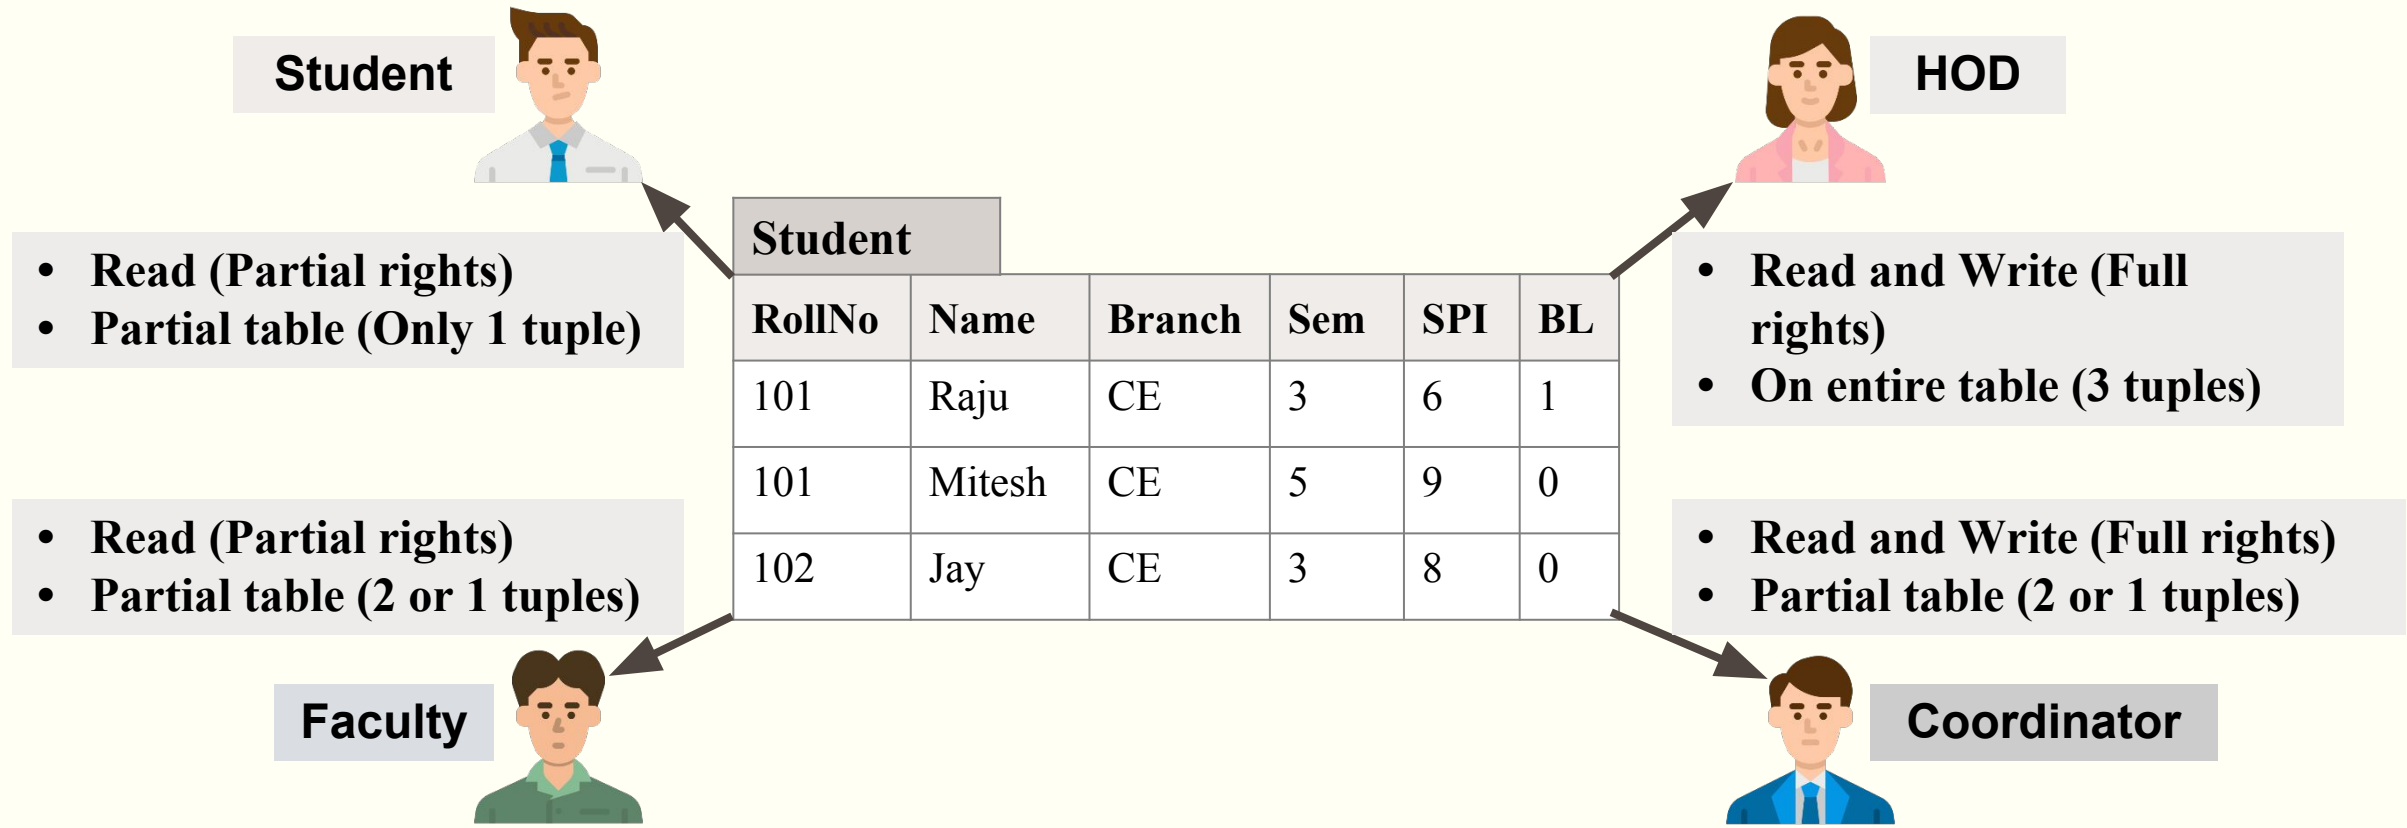 Student
HOD
• Read (Partial rights)
• Partial table (Only 1 tuple)
Student
RollNo Name Branch Sem SPI BL
101 Raju CE 3 6 1
101 Mitesh CE 5 9 0
102 Jay CE 3 8 0
• Read and Write (Full
rights)
• On entire table (3 tuples)
• Read (Partial rights)
• Partial table (2 or 1 tuples)
• Read and Write (Full rights)
• Partial table (2 or 1 tuples)
Faculty
Coordinator